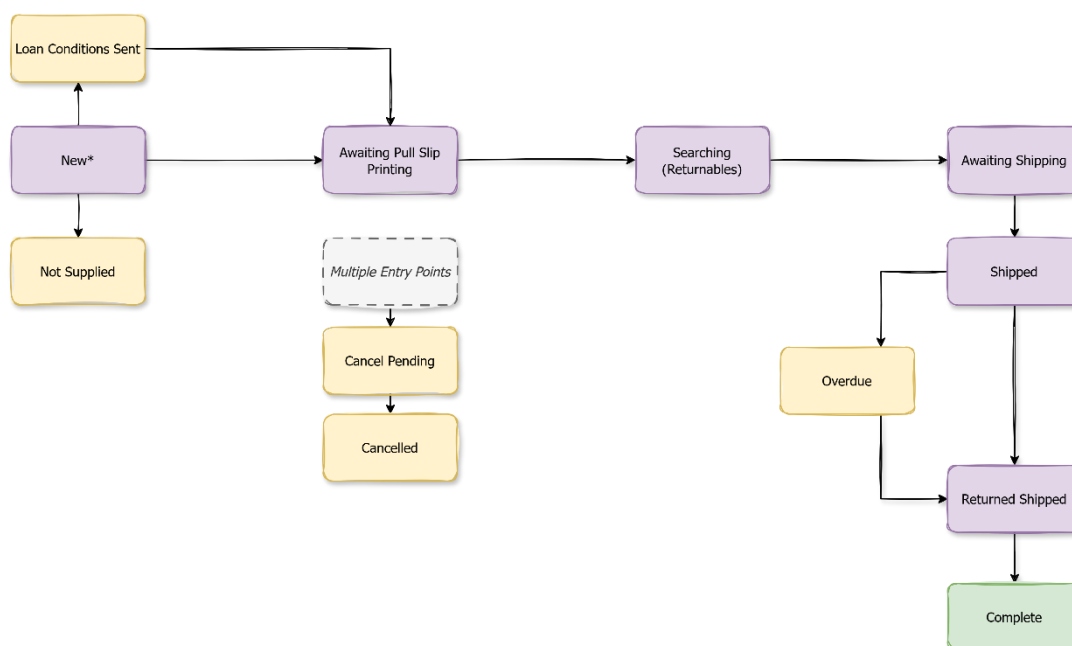 Loan Conditions Sent
New*
Awaiting Pull Slip
Printing
Searching
(Returnables)
Awaiting Shipping
Not Supplied
Multiple Entry Points
Shipped
Cancel Pending
Overdue
Cancelled
Returned Shipped
Complete